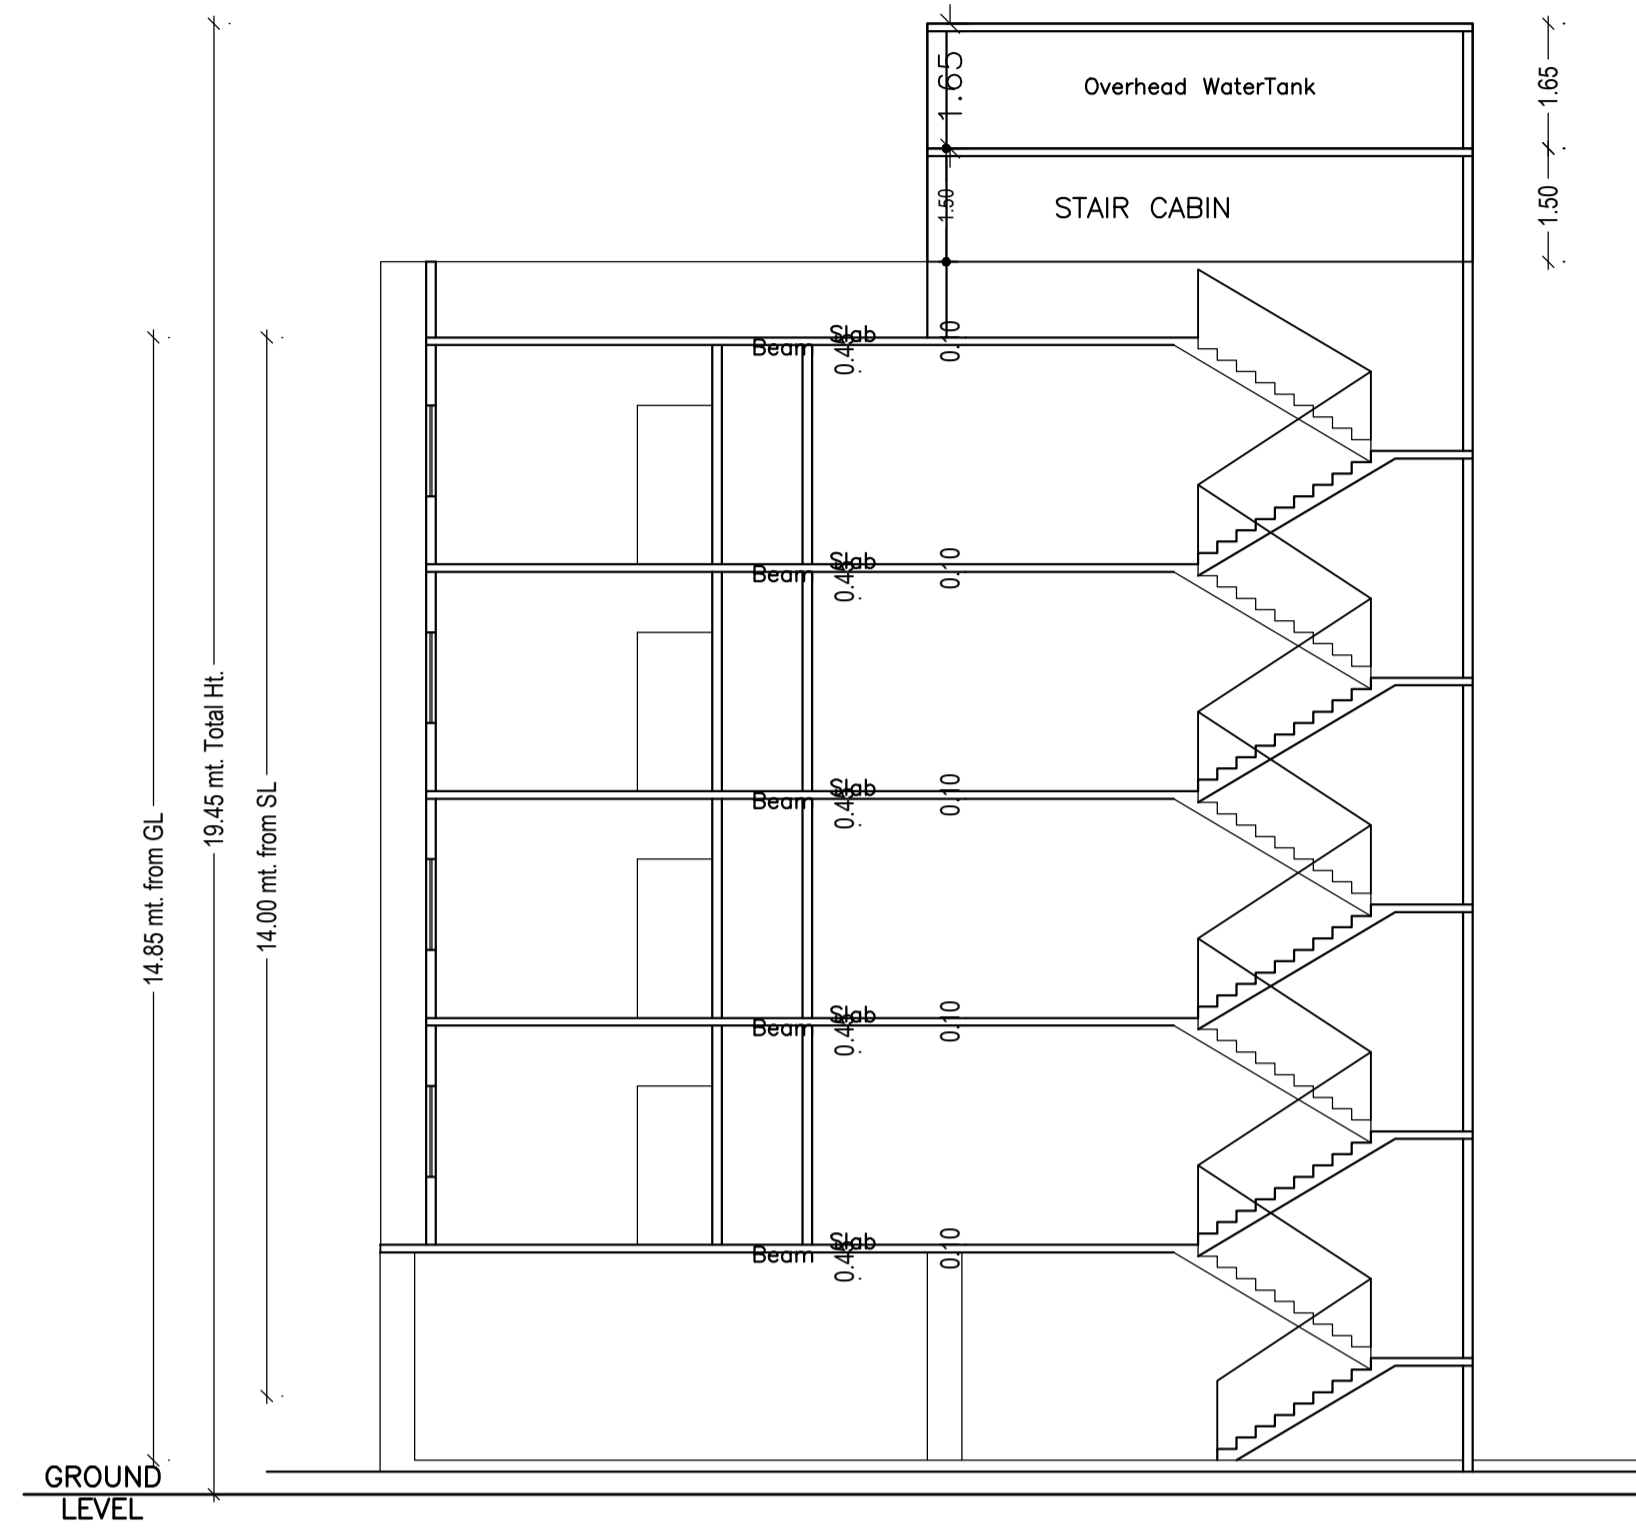 1.65
Overhead WaterTank
1.65
1.50
STAIR CABIN
1.50
Slab
Beam
0.45
0.10
Slab
Beam
0.45
0.10
Slab
Beam
0.45
0.10
Slab
Beam
0.45
0.10
Slab
Beam
0.45
0.10
14.85 mt. from GL
19.45 mt. Total Ht.
14.00 mt. from SL
GROUND
LEVEL